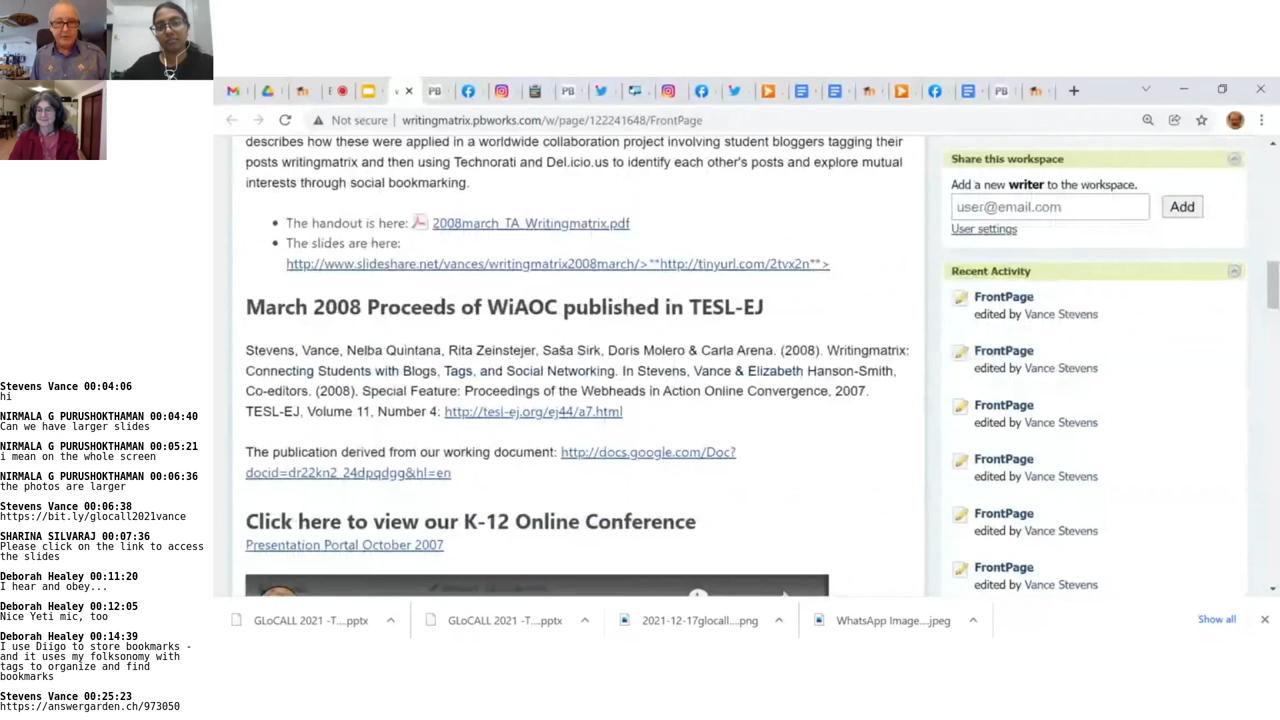 Stevens Vance 00:04:06
hi
NIRMALA G PURUSHOKTHAMAN 00:04:40
Can we have larger slides
NIRMALA G PURUSHOKTHAMAN 00:05:21
i mean on the whole screen
NIRMALA G PURUSHOKTHAMAN 00:06:36
the photos are larger
Stevens Vance 00:06:38
https://bit.ly/glocall2021vance
SHARINA SILVARAJ 00:07:36
Please click on the link to access
the slides
Deborah Healey 00:11:20
I hear and obey...
Deborah Healey 00:12:05
Nice Yeti mic, too
Deborah Healey 00:14:39
I use Diigo to store bookmarks -
and it uses my folksonomy with
tags to organize and find
bookmarks
Stevens Vance 00:25:23
https://answergarden.ch/973050
PB
PB
PB
Not secure writingmatrix.pbworks.com/w/page/122241648/FrontPage
describes how these were applied in a worldwide collaboration project involving student bloggers tagging their
posts writingmatrix and then using Technorati and Del.icio.us to identify each other's posts and explore mutual
interests through social bookmarking.
The handout is here: 2008march_TA_Writingmatrix.pdf
The slides are here:
http://www.slideshare.net/vances/writingmatrix2008march/>**http://tinyurl.com/2tvx2n**>
March 2008 Proceeds of WiAOC published in TESL-EJ
Stevens, Vance, Nelba Quintana, Rita Zeinstejer, Saša Sirk, Doris Molero & Carla Arena. (2008). Writingmatrix:
Connecting Students with Blogs, Tags, and Social Networking. In Stevens, Vance & Elizabeth Hanson-Smith,
Co-editors. (2008). Special Feature: Proceedings of the Webheads in Action Online Convergence, 2007.
TESL-EJ, Volume 11, Number 4: http://tesl-ej.org/ej44/a7.html
The publication derived from our working document: http://docs.google.com/Doc?
docid=dr22kn2_24dpqdgg&hl=en
Click here to view our K-12 Online Conference
Presentation Portal October 2007
Share this workspace
Add a new writer to the workspace.
user@email.com Add
User settings
Recent Activity
FrontPage
edited by Vance Stevens
FrontPage
edited by Vance Stevens
FrontPage
edited by Vance Stevens
FrontPage
edited by Vance Stevens
FrontPage
edited by Vance Stevens
FrontPage
edited by Vance Stevens
GLoCALL 2021 -T....pptx
GLoCALL 2021 -T....pptx
2021-12-17glocall....png
WhatsApp Image....jpeg
Show all